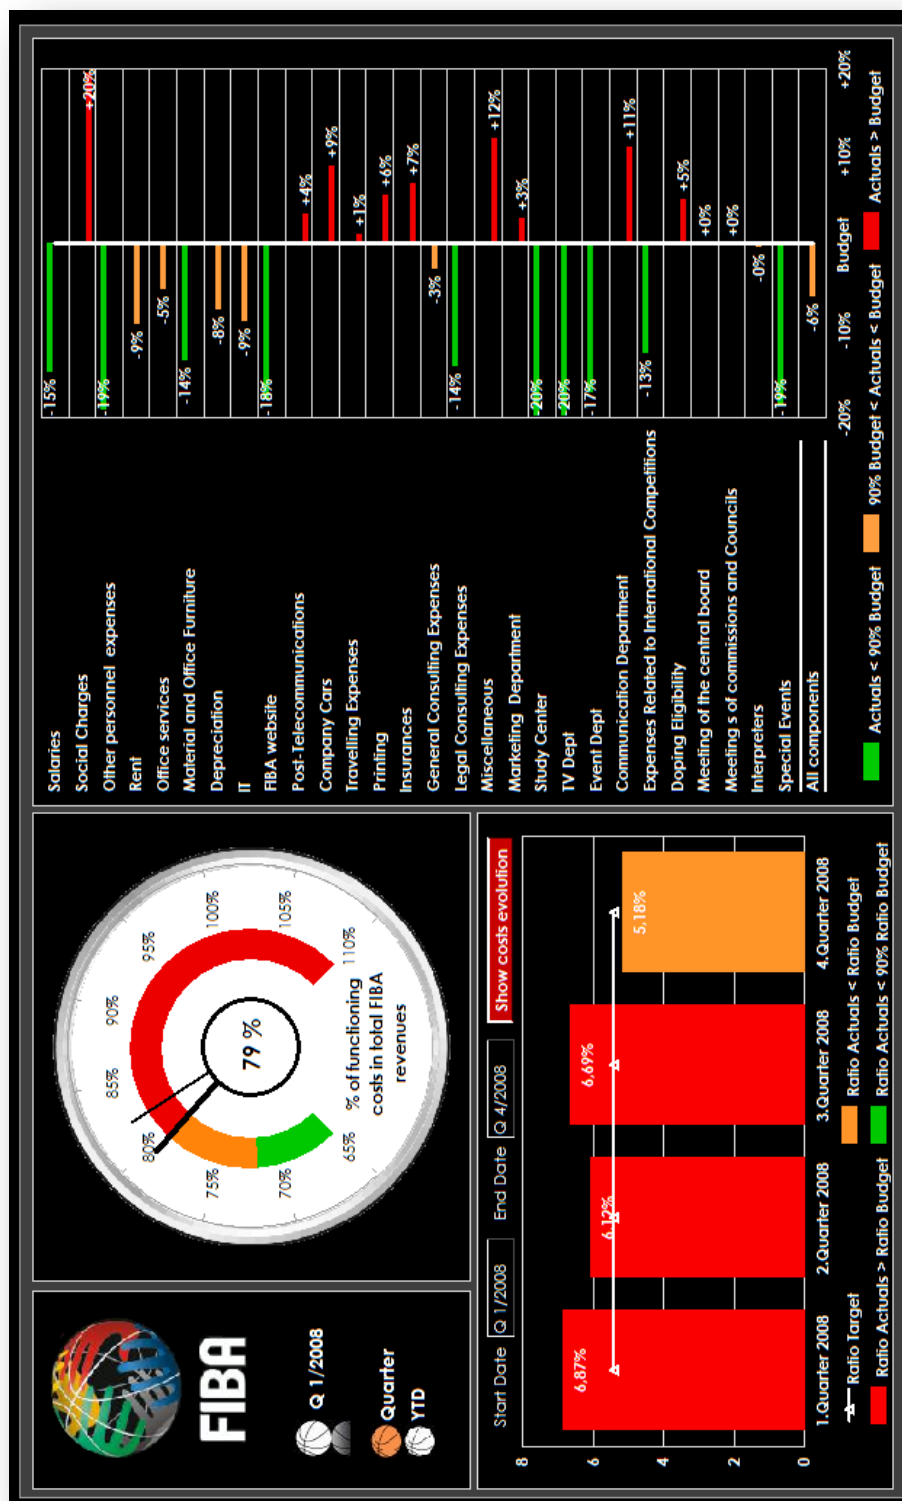 FIBA
Q 1/2008
Quarter
YTD
65%
70%
75%
80%
85%
90%
95%
100%
105%
110%
79 %
% of functioning
costs in total FIBA
revenues
Start Date Q 1/2008 End Date Q 4/2008 Show costs evolution
8
6
4
2
0
6,87%
6,12%
6,69%
5,18%
1.Quarter 2008 2.Quarter 2008 3.Quarter 2008 4.Quarter 2008
Ratio Target
Ratio Actuals > Ratio Budget
Ratio Actuals < Ratio Budget
Ratio Actuals < 90% Ratio Budget
Salaries -15%
Social Charges +20%
Other personnel expenses -19%
Rent -9%
Office services -5%
Material and Office Furniture -14%
Depreciation -8%
IT -9%
FIBA website -18%
Post-Telecommunications +4%
Company Cars +9%
Travelling Expenses +1%
Printing +6%
Insurances +7%
General Consulting Expenses -3%
Legal Consulting Expenses -14%
Miscellaneous +12%
Marketing Department +3%
Study Center -20%
TV Dept -20%
Event Dept -17%
Communication Department +11%
Expenses Related to International Competitions -13%
Doping Eligibility +5%
Meeting of the central board +0%
Meeting s of commissions and Councils +0%
Interpreters -0%
Special Events -19%
All components -6%
-20% -10% Budget +10% +20%
Actuals < 90% Budget 90% Budget < Actuals < Budget Actuals > Budget